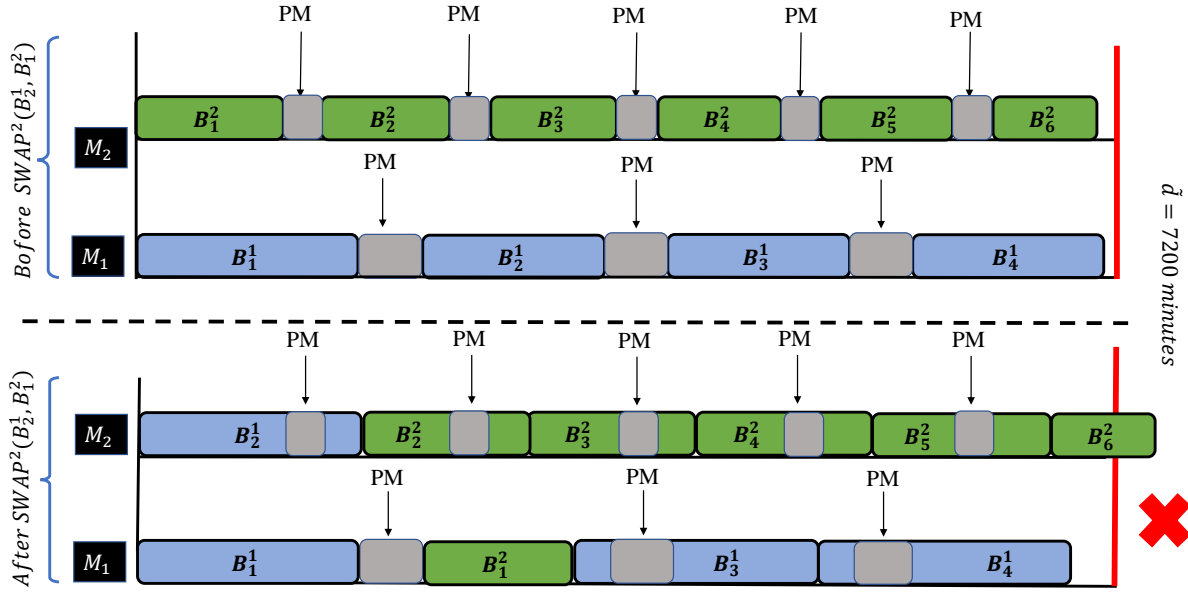 PM PM PM PM PM
Bofore SWAP²(B₂¹, B₁²)
M₂
B₁² B₂² B₃² B₄² B₅² B₆²
PM PM PM
M₁
B₁¹ B₂¹ B₃¹ B₄¹
d̃ = 7200 minutes
PM PM PM PM PM
After SWAP²(B₂¹, B₁²)
M₂
B₂¹ B₂² B₃² B₄² B₅² B₆²
PM PM PM
M₁
B₁¹ B₁² B₃¹ B₄¹